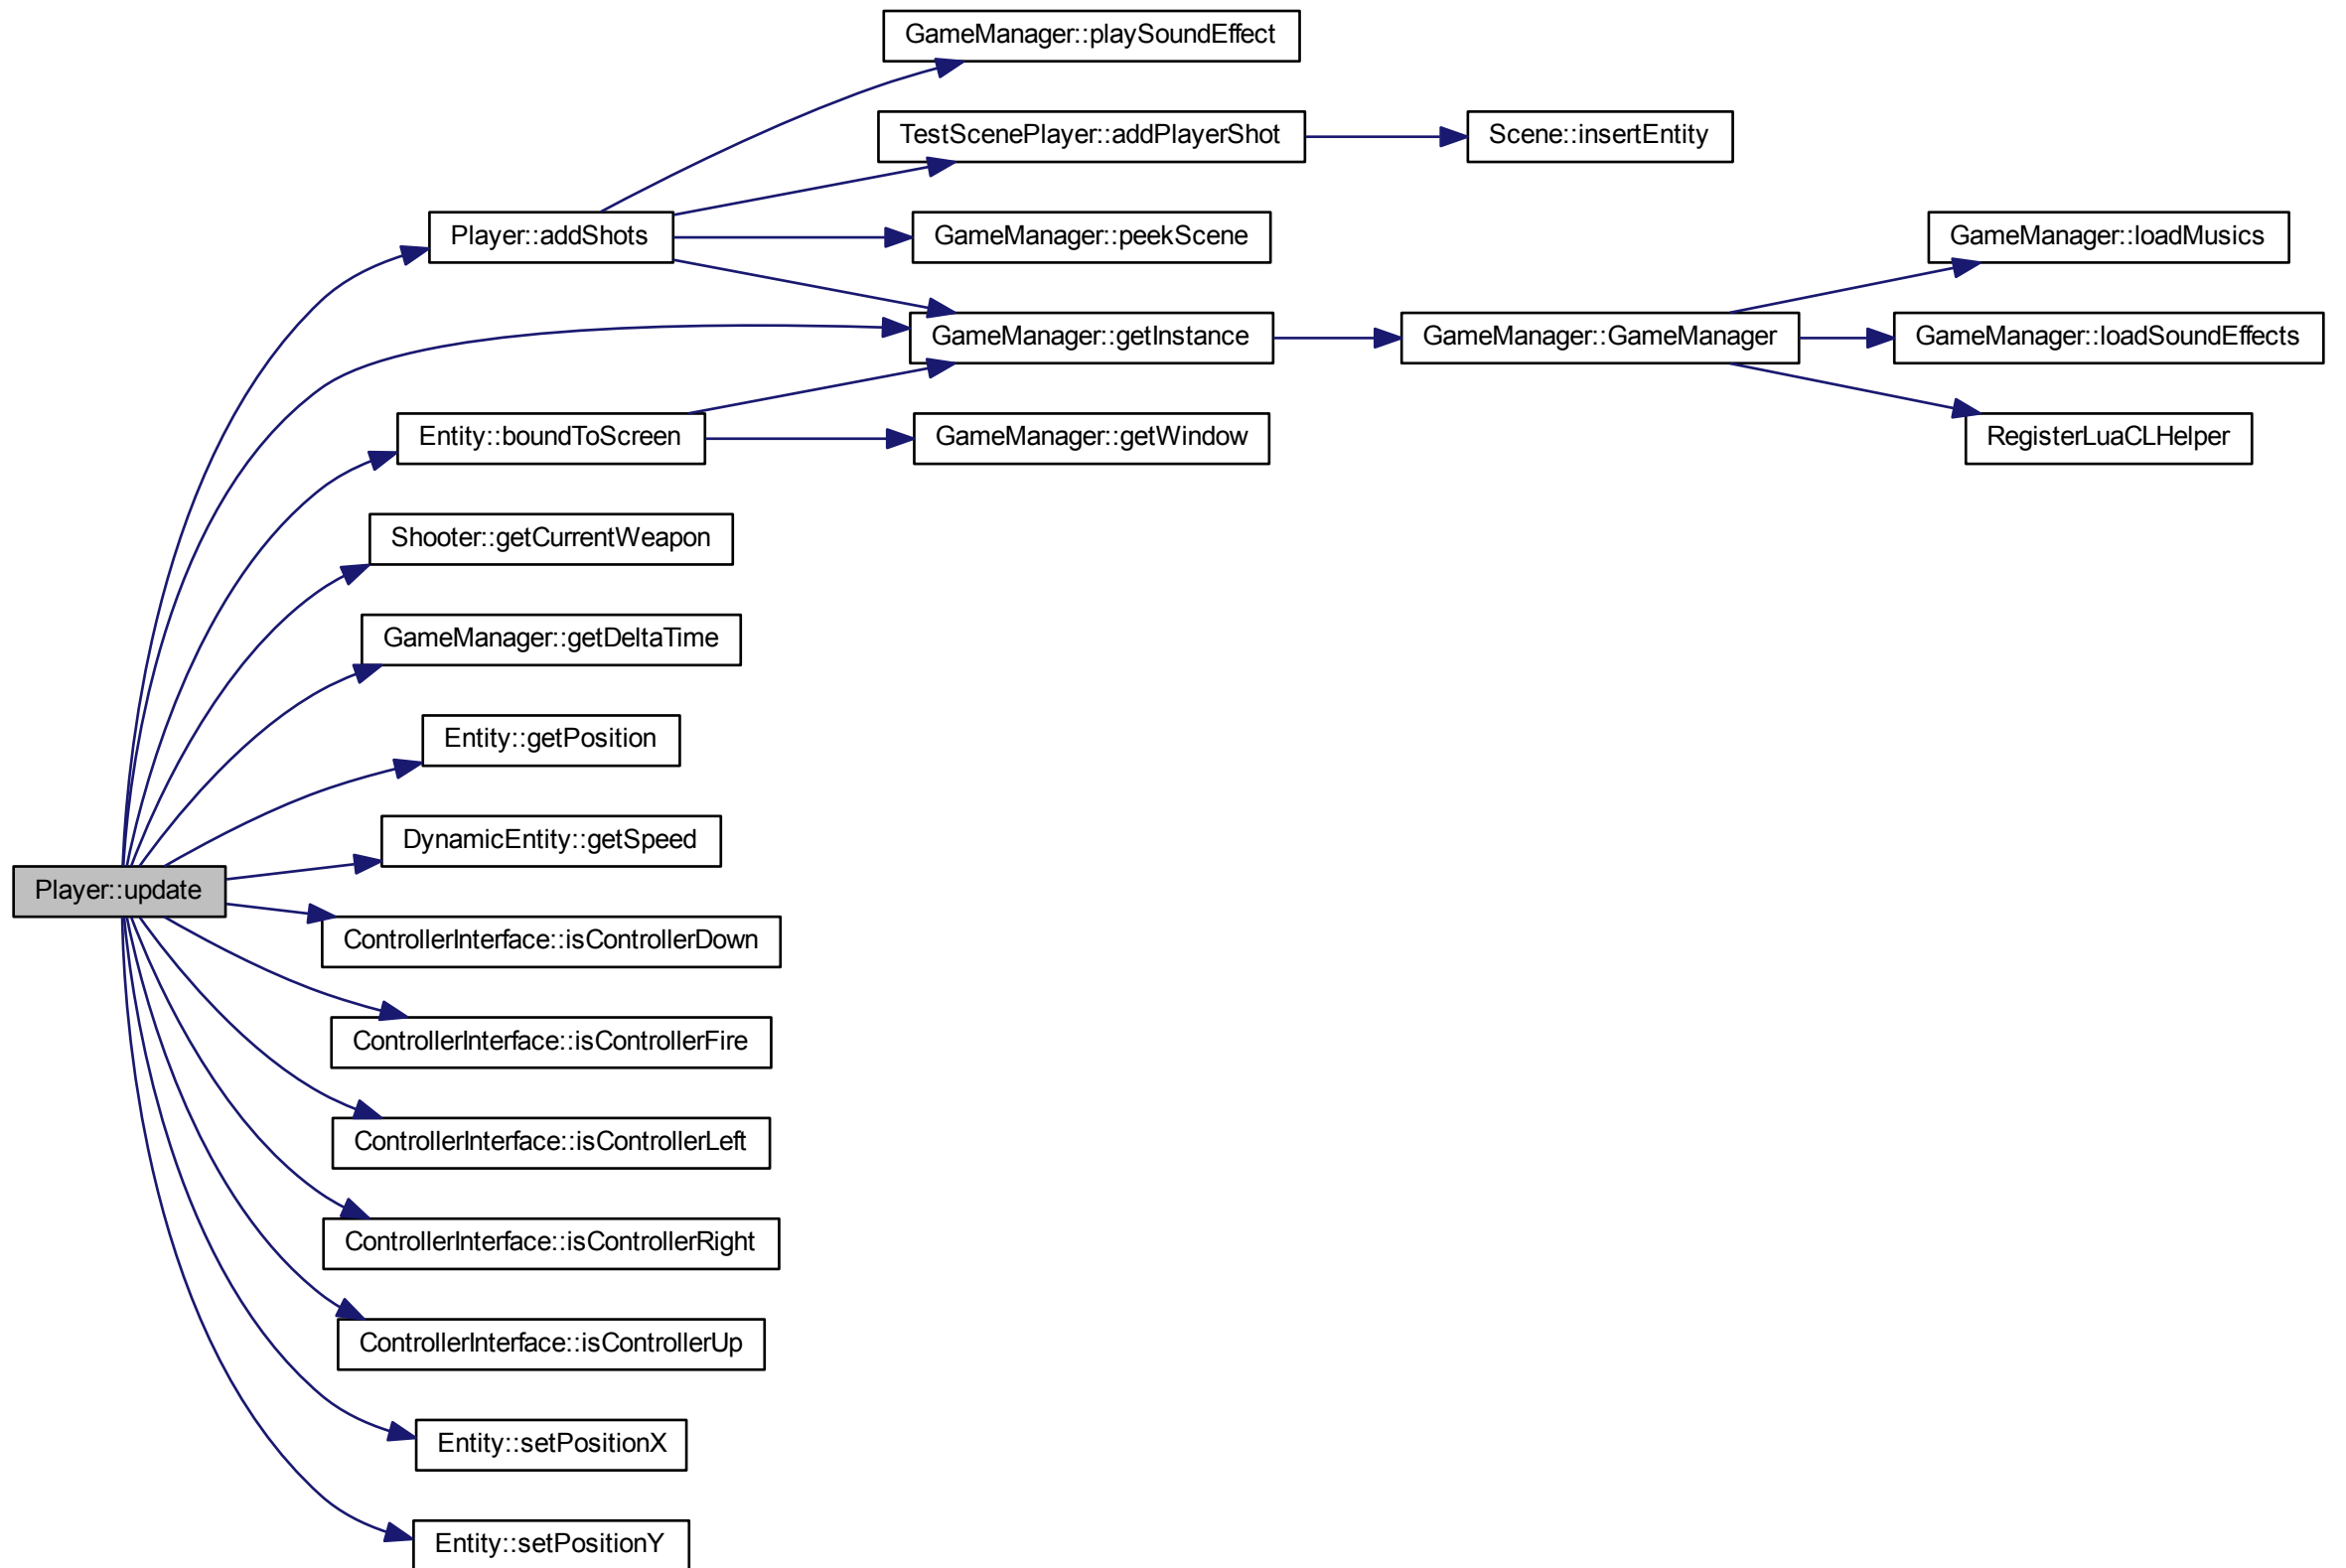 GameManager::playSoundEffect
TestScenePlayer::addPlayerShot
Scene::insertEntity
Player::addShots
GameManager::peekScene
GameManager::loadMusics
GameManager::getInstance
GameManager::GameManager
GameManager::loadSoundEffects
Entity::boundToScreen
GameManager::getWindow
RegisterLuaCLHelper
Shooter::getCurrentWeapon
GameManager::getDeltaTime
Entity::getPosition
DynamicEntity::getSpeed
Player::update
ControllerInterface::isControllerDown
ControllerInterface::isControllerFire
ControllerInterface::isControllerLeft
ControllerInterface::isControllerRight
ControllerInterface::isControllerUp
Entity::setPositionX
Entity::setPositionY